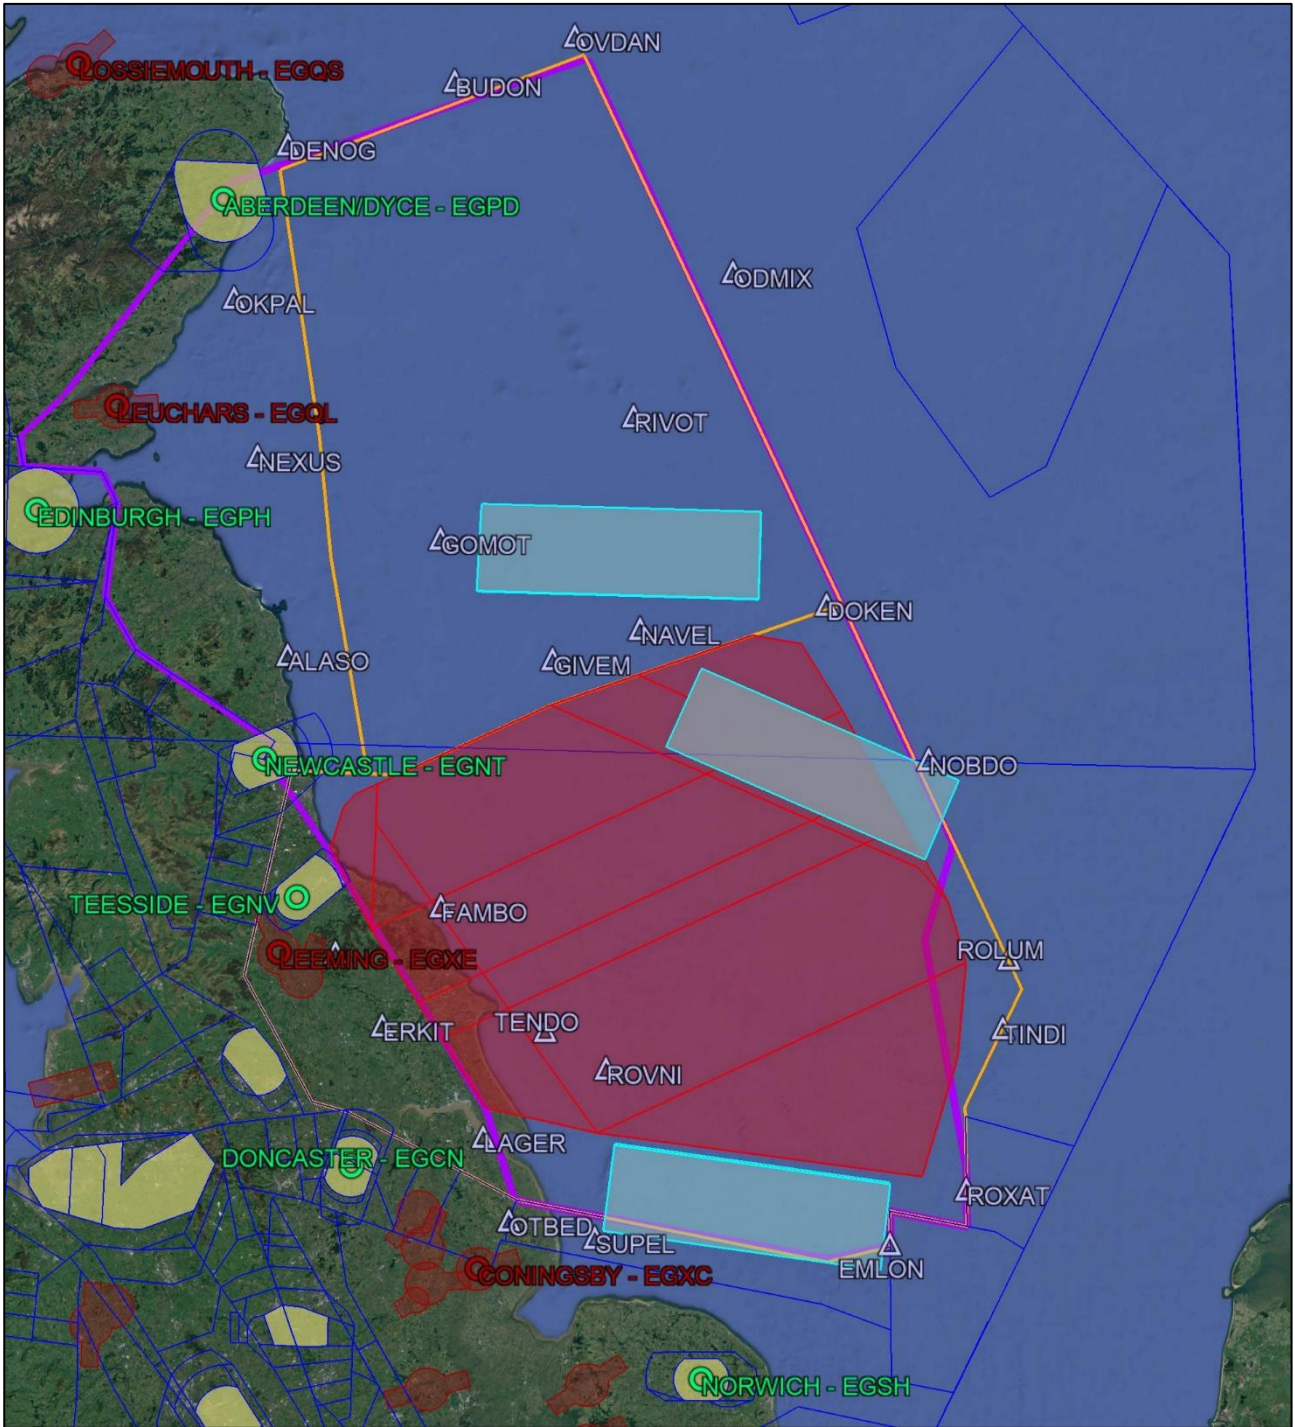 OVDAN
LOSSIEMOUTH - EGQS
BUDON
DENOG
ABERDEEN/DYCE - EGPD
ODMIX
OKPAL
LEUCHARS - EGQL
RIVOT
NEXUS
EDINBURGH - EGPH
GOMOT
DOKEN
NAVEL
ALASO
GIVEM
NEWCASTLE - EGNT
NOBDO
TEESSIDE - EGNV
FAMBO
ROLUM
LEEMING - EGXE
TENDO
ERKIT
TINDI
ROVNI
LAGER
DONCASTER - EGCN
ROXAT
OTBED
SUPEL
EMLON
CONINGSBY - EGXC
NORWICH - EGSH